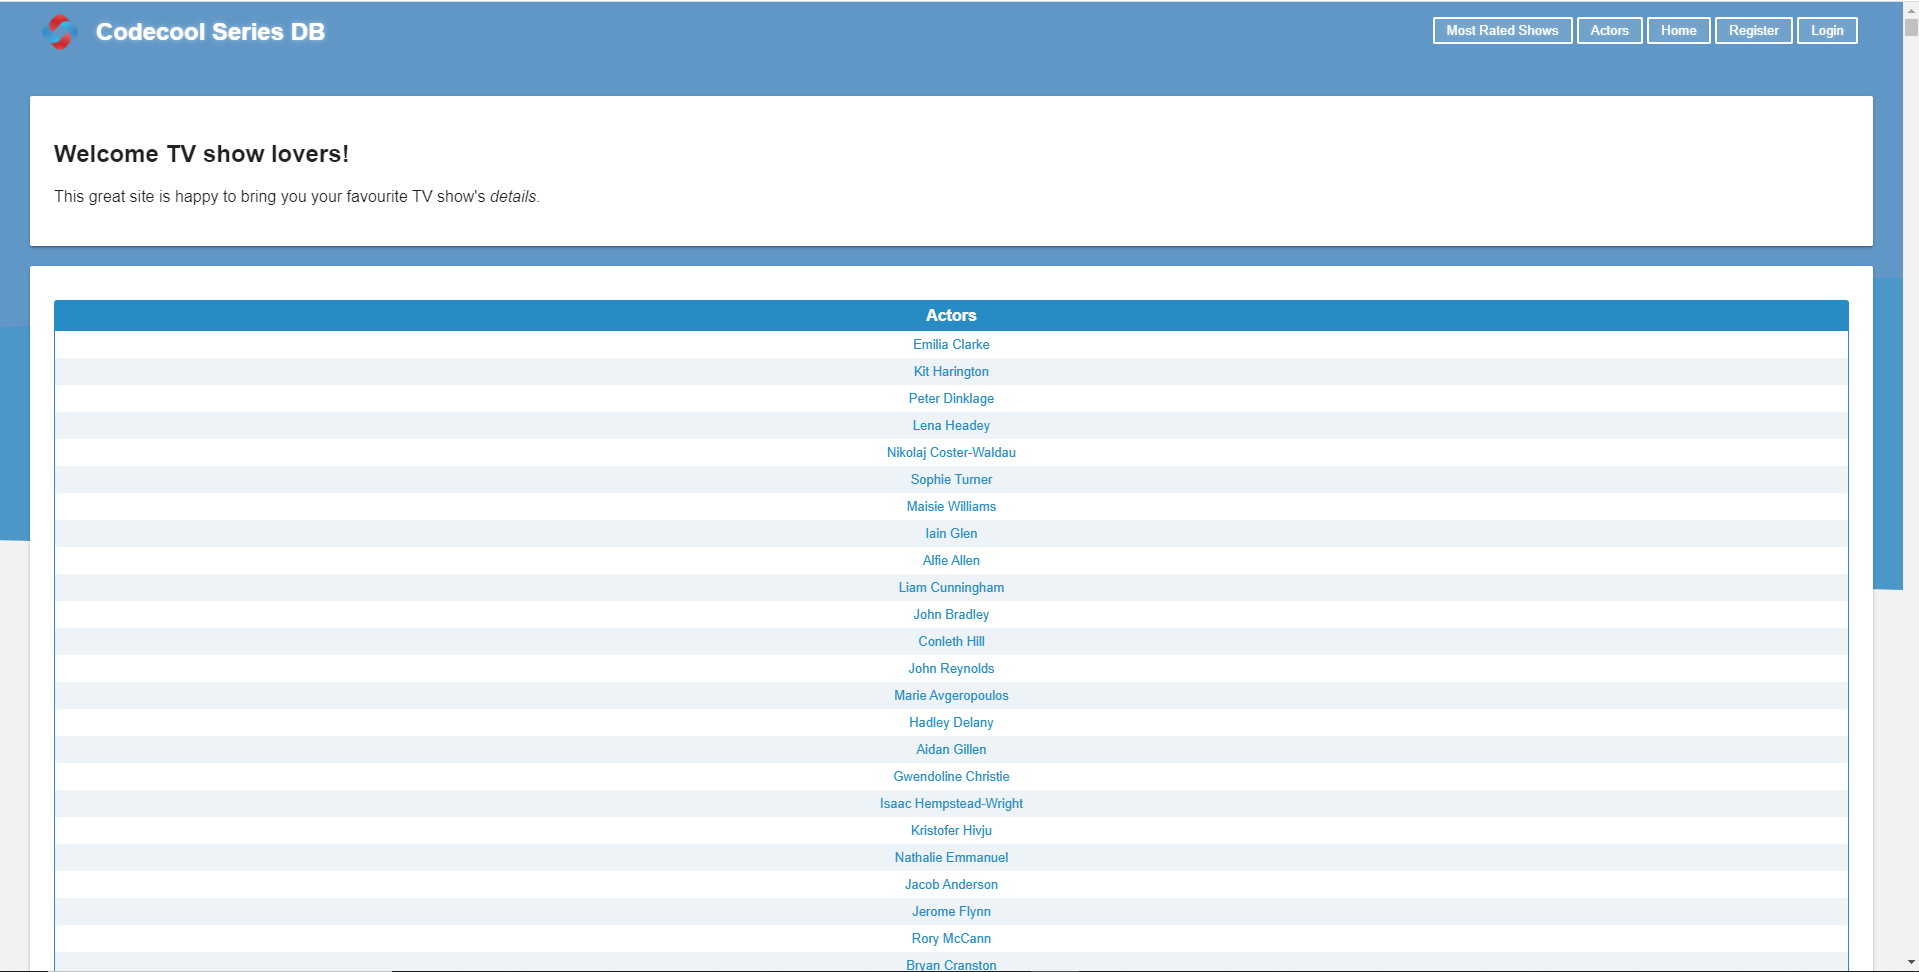 Codecool Series DB
Most Rated Shows Actors Home Register Login
Welcome TV show lovers!
This great site is happy to bring you your favourite TV show's details.
Actors
Emilia Clarke
Kit Harington
Peter Dinklage
Lena Headey
Nikolaj Coster-Waldau
Sophie Turner
Maisie Williams
Iain Glen
Alfie Allen
Liam Cunningham
John Bradley
Conleth Hill
John Reynolds
Marie Avgeropoulos
Hadley Delany
Aidan Gillen
Gwendoline Christie
Isaac Hempstead-Wright
Kristofer Hivju
Nathalie Emmanuel
Jacob Anderson
Jerome Flynn
Rory McCann
Bryan Cranston